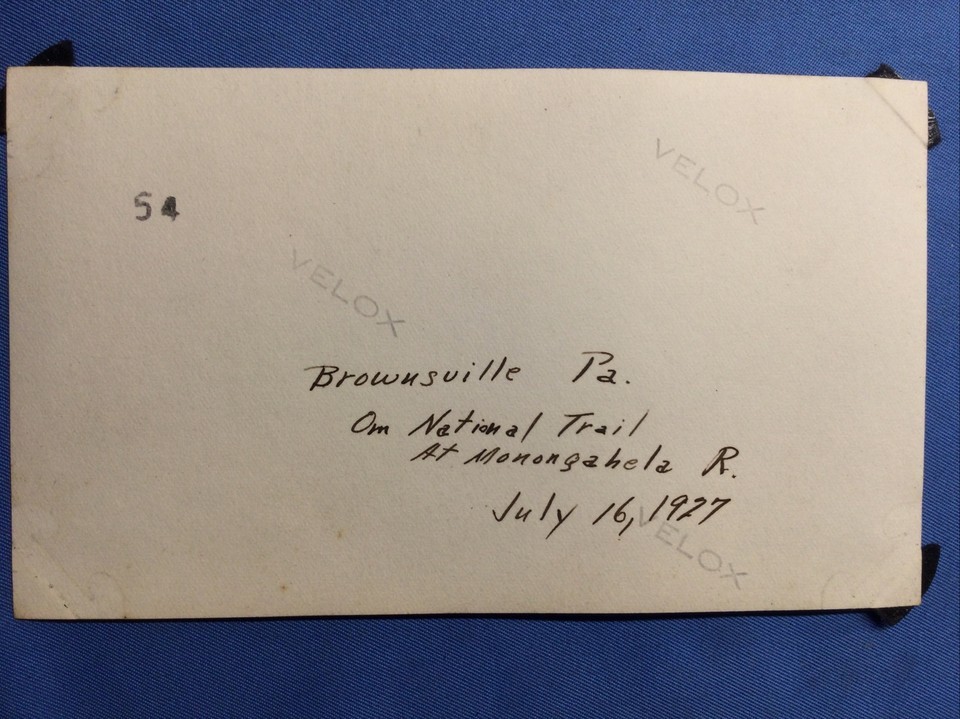 54
VELOX
VELOX
Brownsville Pa.
On National Trail
At Monongahela R.
July 16, 1927
VELOX